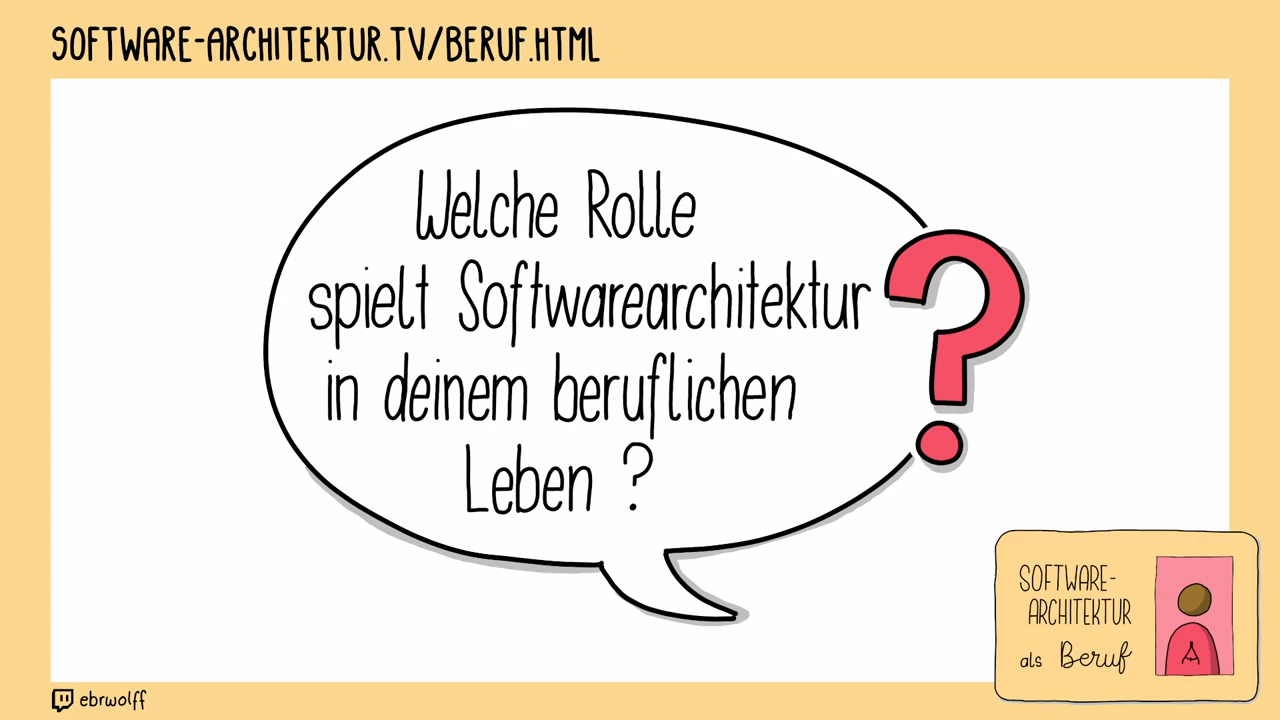 SOFTWARE-ARCHITEKTUR.TV/BERUF.HTML
Welche Rolle
spielt Softwarearchitektur
in deinem beruflichen
Leben ?
SOFTWARE-
ARCHITEKTUR
als Beruf
ebrwolff